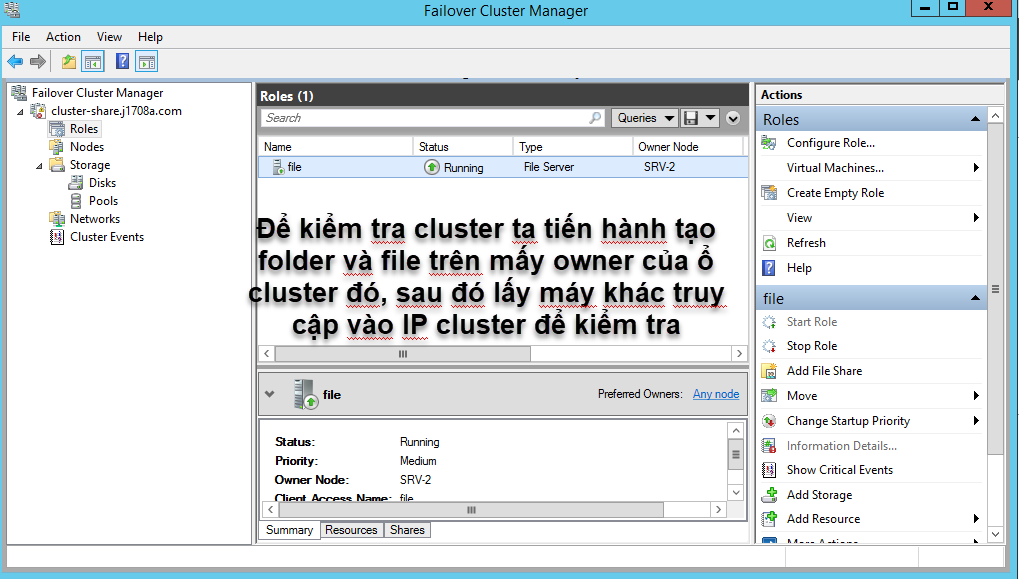 Failover Cluster Manager
File Action View Help
Failover Cluster Manager
cluster-share.j1708a.com
Roles
Nodes
Storage
Disks
Pools
Networks
Cluster Events
Roles (1)
Search
Queries
Name Status Type Owner Node
file Running File Server SRV-2
Để kiểm tra cluster ta tiến hành tạo
folder và file trên mấy owner của ổ
cluster đó, sau đó lấy máy khác truy
cập vào IP cluster để kiểm tra
file
Preferred Owners: Any node
Status: Running
Priority: Medium
Owner Node: SRV-2
Client Access Name: file
Summary Resources Shares
Actions
Roles
Configure Role...
Virtual Machines...
Create Empty Role
View
Refresh
Help
file
Start Role
Stop Role
Add File Share
Move
Change Startup Priority
Information Details...
Show Critical Events
Add Storage
Add Resource
More Actions